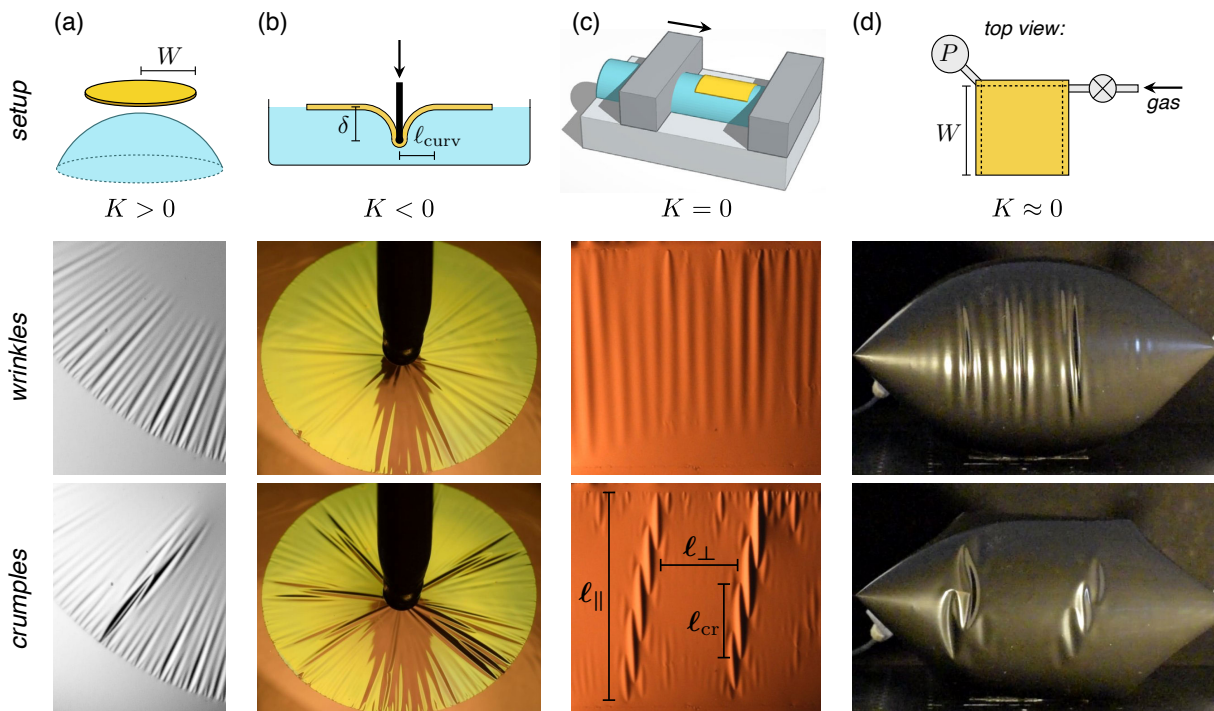 (a)
(b)
(c)
(d)
setup
W
δ
ℓcurv
top view:
P
gas
W
K > 0
K < 0
K = 0
K ≈ 0
wrinkles
crumples
ℓ∥
ℓ⊥
ℓcr